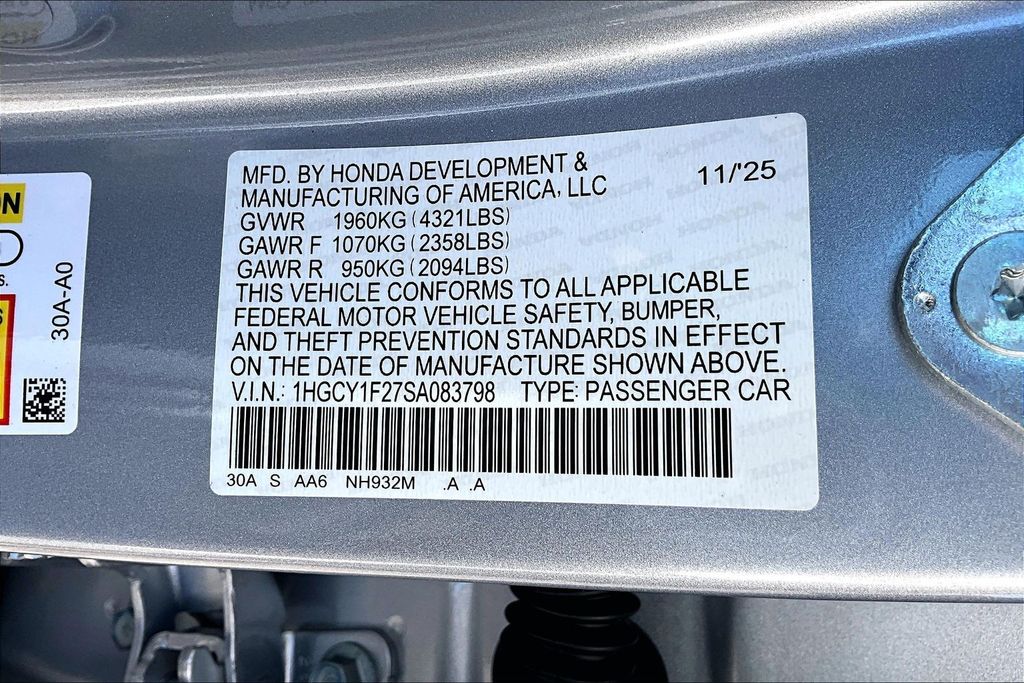 MFD. BY HONDA DEVELOPMENT &
MANUFACTURING OF AMERICA, LLC
11/'25
GVWR 1960KG (4321LBS)
GAWR F 1070KG (2358LBS)
GAWR R 950KG (2094LBS)
THIS VEHICLE CONFORMS TO ALL APPLICABLE
FEDERAL MOTOR VEHICLE SAFETY, BUMPER,
AND THEFT PREVENTION STANDARDS IN EFFECT
ON THE DATE OF MANUFACTURE SHOWN ABOVE.
V.I.N.: 1HGCY1F27SA083798 TYPE: PASSENGER CAR
30A S AA6 NH932M .A .A
30A-A0